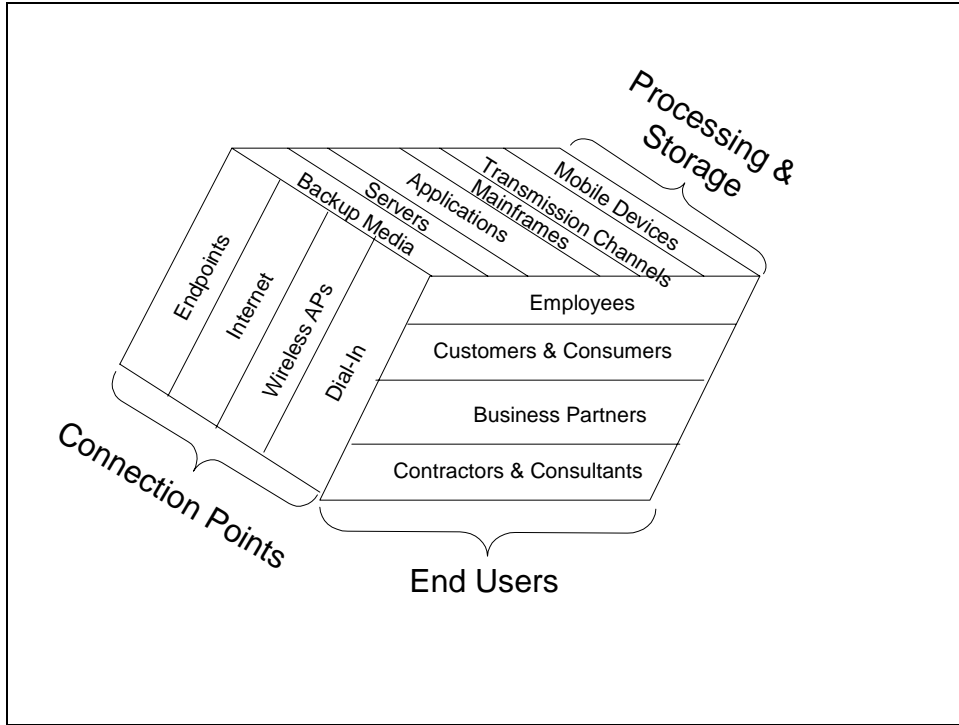 Processing &
Storage
Mobile Devices
Transmission Channels
Mainframes
Applications
Servers
Backup Media
Endpoints
Internet
Wireless APs
Dial-In
Employees
Customers & Consumers
Business Partners
Contractors & Consultants
Connection Points
End Users